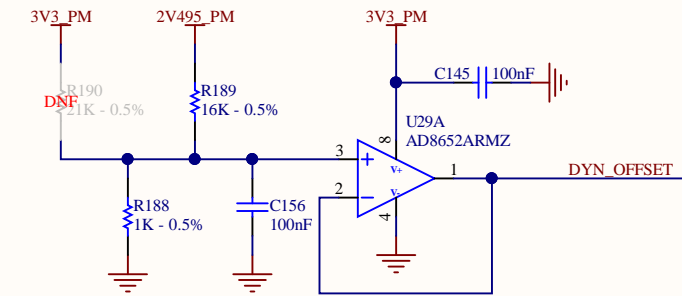 3V3_PM
2V495_PM
3V3_PM
R190
DNF
21K - 0.5%
R189
16K - 0.5%
C145
100nF
U29A
AD8652ARMZ
8
3
V+
1
DYN_OFFSET
2
V-
4
R188
1K - 0.5%
C156
100nF